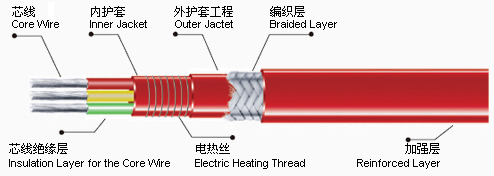 芯线
Core Wire
内护套
Inner Jacket
外护套工程
Outer Jactet
编织层
Braided Layer
芯线绝缘层
Insulation Layer for the Core Wire
电热丝
Electric Heating Thread
加强层
Reinforced Layer